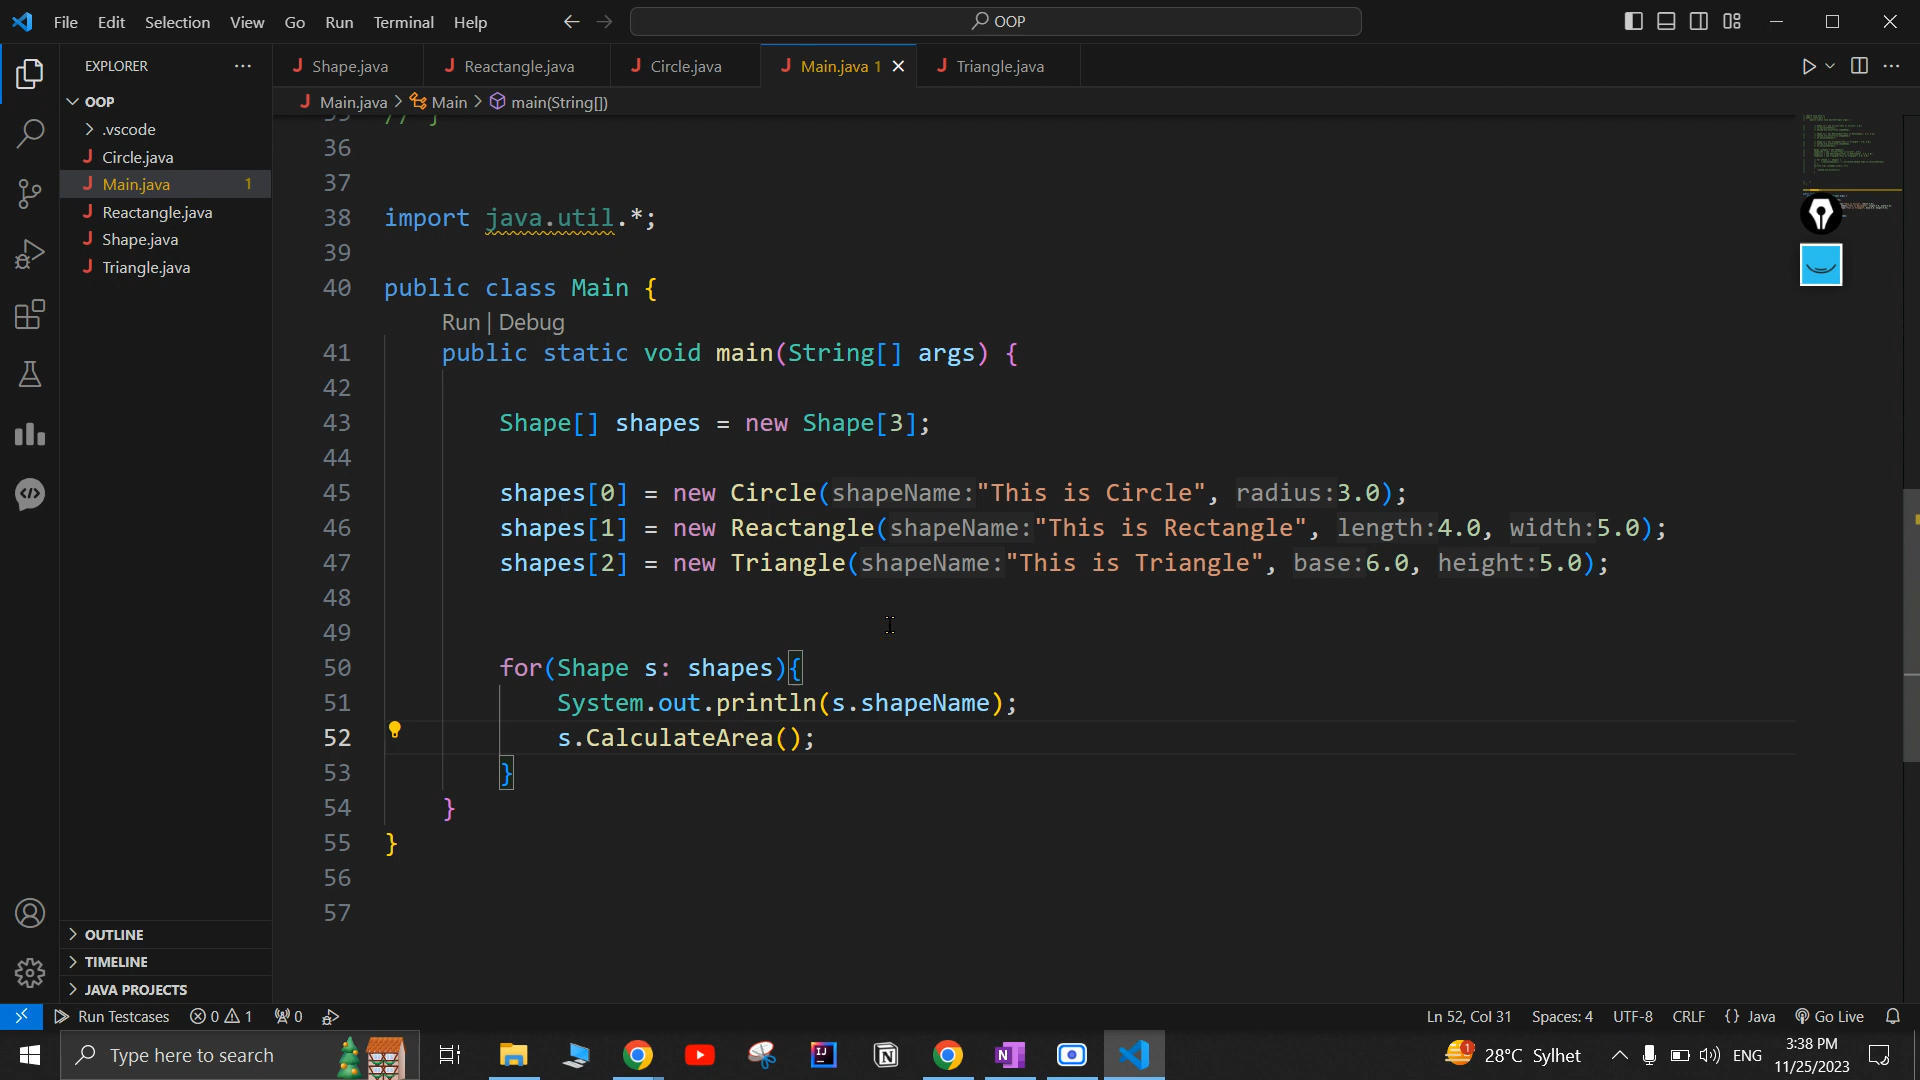 File Edit Selection View Go Run Terminal Help
OOP
EXPLORER
Shape.java
Reactangle.java
Circle.java
Main.java 1
Triangle.java
Main.java > Main > main(String[])
OOP
.vscode
Circle.java
Main.java 1
Reactangle.java
Shape.java
Triangle.java
36
37
38 import java.util.*;
39
40 public class Main {
Run | Debug
41 public static void main(String[] args) {
42
43 Shape[] shapes = new Shape[3];
44
45 shapes[0] = new Circle(shapeName:"This is Circle", radius:3.0);
46 shapes[1] = new Reactangle(shapeName:"This is Rectangle", length:4.0, width:5.0);
47 shapes[2] = new Triangle(shapeName:"This is Triangle", base:6.0, height:5.0);
48
49
50 for(Shape s: shapes){
51 System.out.println(s.shapeName);
52 s.CalculateArea();
53 }
54 }
55 }
56
57
OUTLINE
TIMELINE
JAVA PROJECTS
Run Testcases 0 1 0
Ln 52, Col 31 Spaces: 4 UTF-8 CRLF {} Java Go Live
Type here to search
1 28°C Sylhet
ENG
3:38 PM
11/25/2023